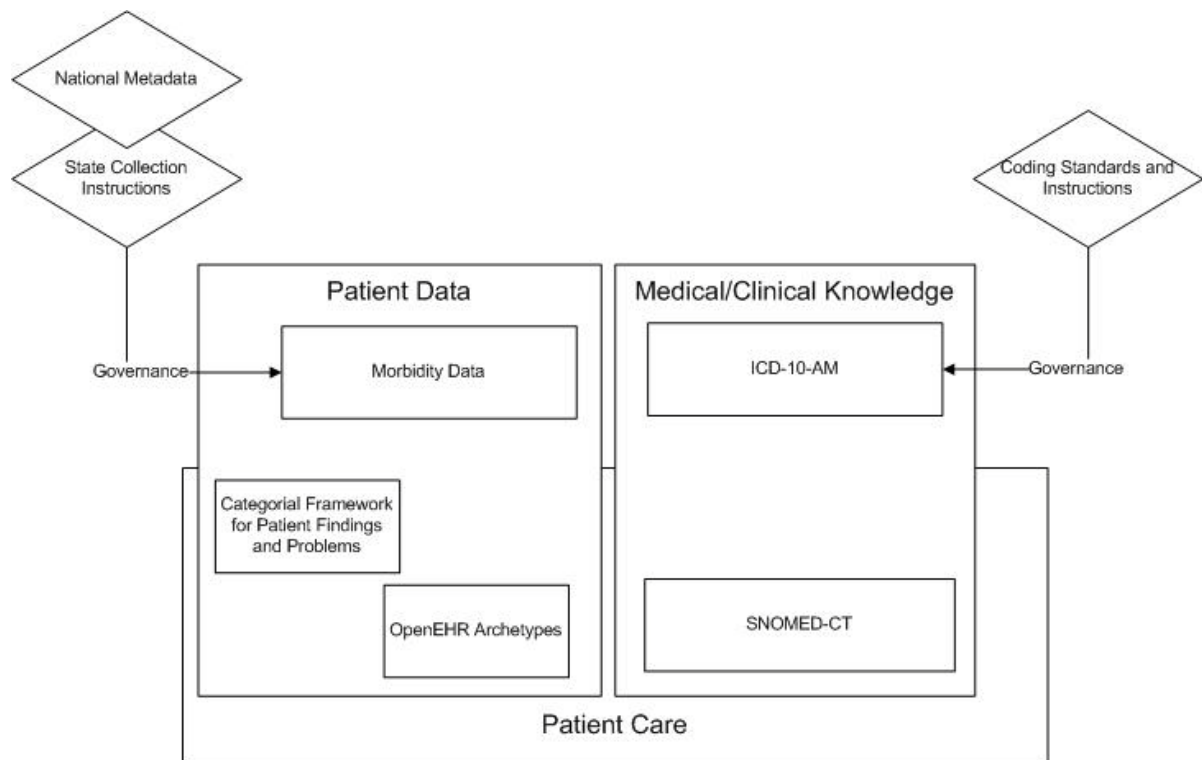 National Metadata
State Collection
Instructions
Coding Standards and
Instructions
Patient Data
Medical/Clinical Knowledge
Governance
Morbidity Data
ICD-10-AM
Governance
Categorial Framework
for Patient Findings
and Problems
OpenEHR Archetypes
SNOMED-CT
Patient Care